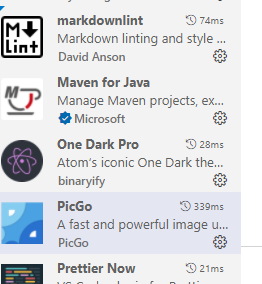 markdownlint 74ms
Markdown linting and style ...
David Anson
Maven for Java
Manage Maven projects, ex...
Microsoft
One Dark Pro 28ms
Atom's iconic One Dark the...
binaryify
PicGo 339ms
A fast and powerful image u...
PicGo
Prettier Now 21ms